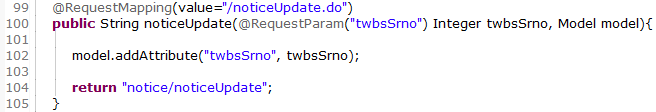 99 @RequestMapping(value="/noticeUpdate.do")
100 public String noticeUpdate(@RequestParam("twbsSrno") Integer twbsSrno, Model model){
101
102 model.addAttribute("twbsSrno", twbsSrno);
103
104 return "notice/noticeUpdate";
105 }